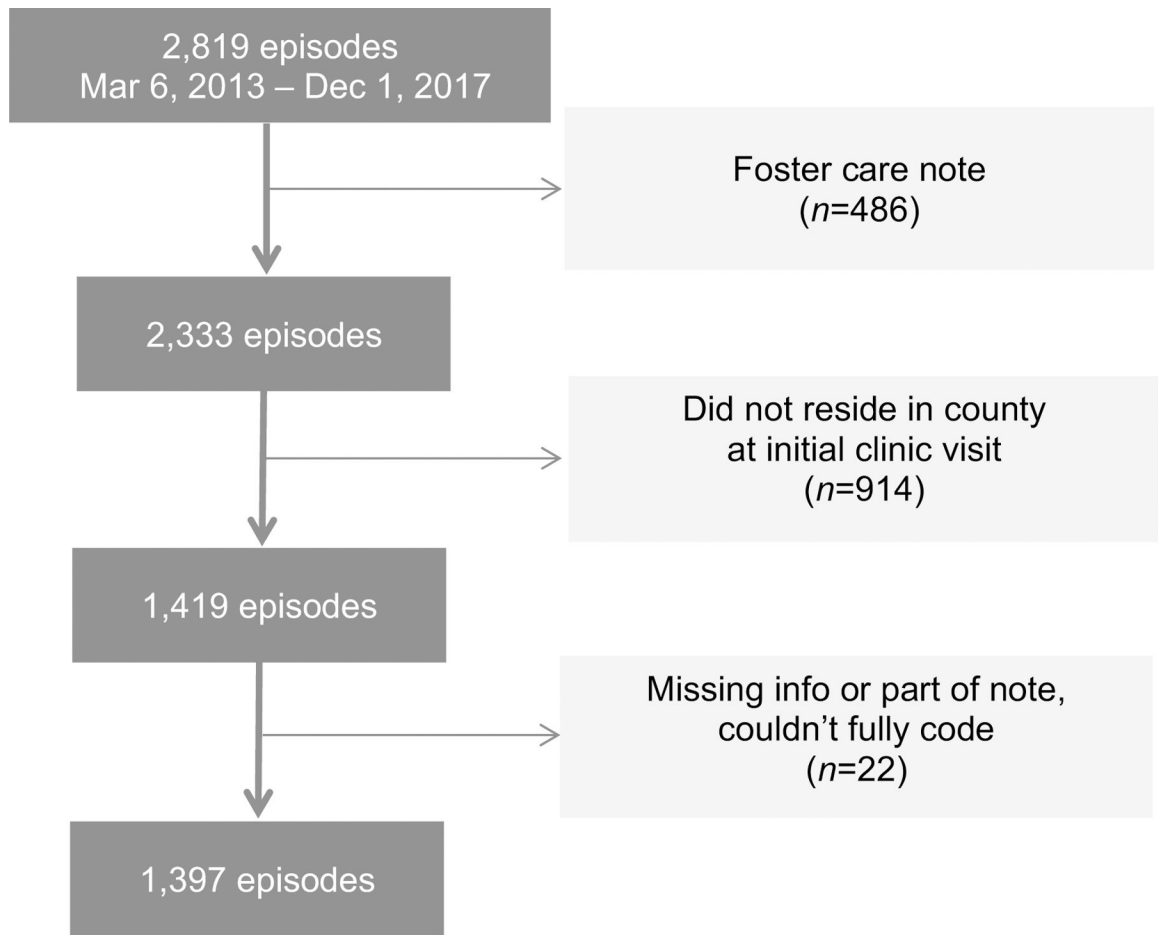 2,819 episodes
Mar 6, 2013 – Dec 1, 2017
Foster care note
(n=486)
2,333 episodes
Did not reside in county
at initial clinic visit
(n=914)
1,419 episodes
Missing info or part of note,
couldn’t fully code
(n=22)
1,397 episodes